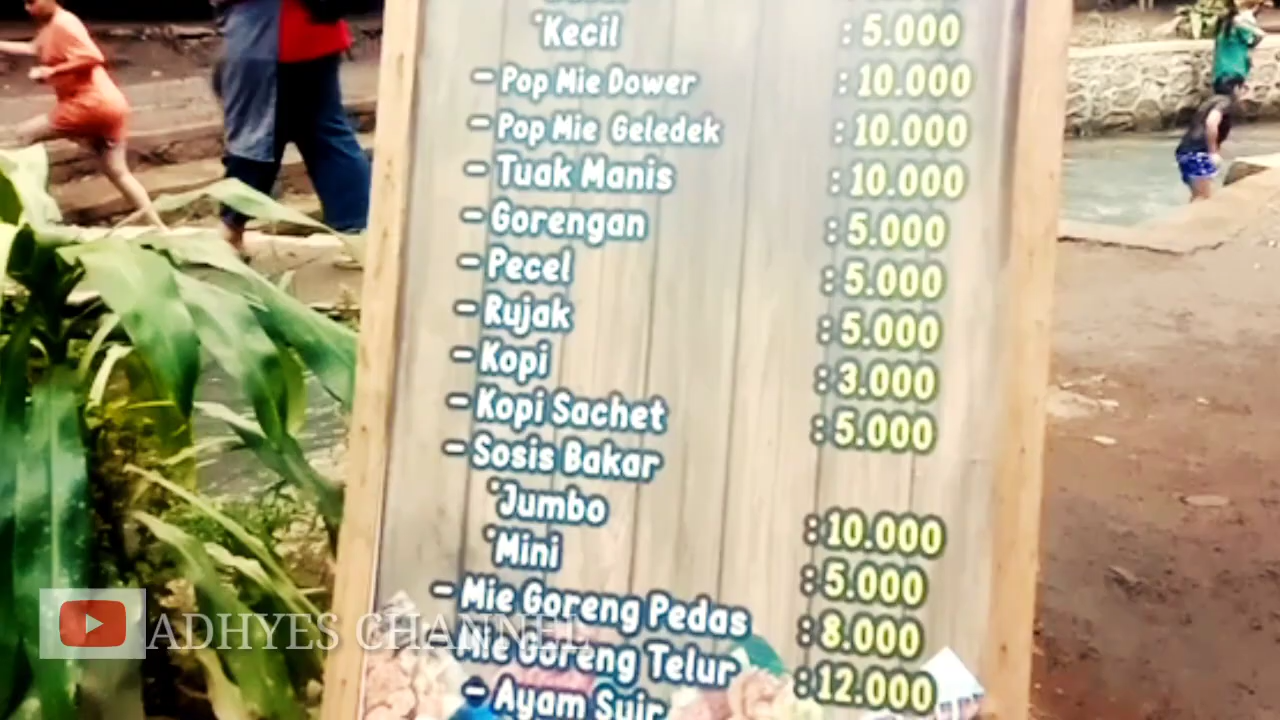 *Kecil : 5.000
- Pop Mie Dower : 10.000
- Pop Mie Geledek : 10.000
- Tuak Manis : 10.000
- Gorengan : 5.000
- Pecel : 5.000
- Rujak : 5.000
- Kopi : 3.000
- Kopi Sachet : 5.000
- Sosis Bakar
*Jumbo : 10.000
*Mini : 5.000
- Mie Goreng Pedas : 8.000
Mie Goreng Telur : 12.000
- Ayam Suir
ADHYES CHANNEL